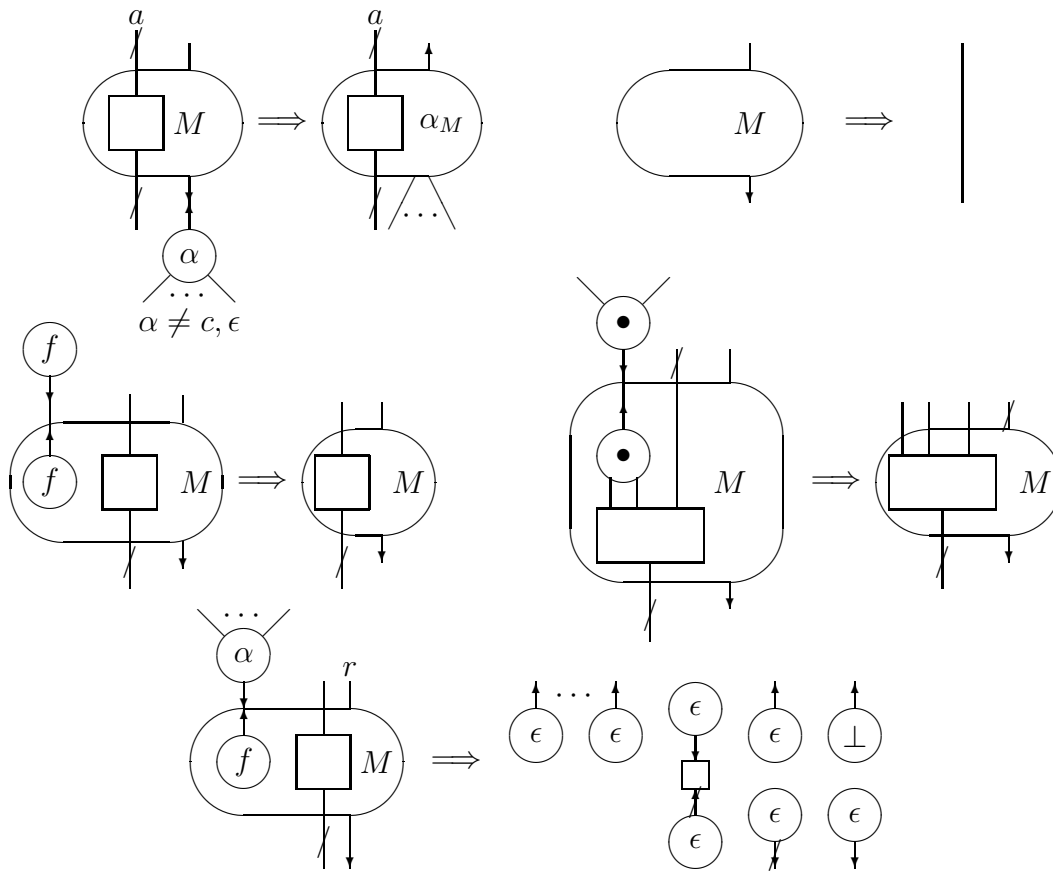 a a
M ⟹ α_M M ⟹
α ...
...
α ≠ c, ϵ
f •
f M ⟹ M • M ⟹ M
...
α
r
f M ⟹ ϵ ... ϵ ϵ ϵ ⊥
ϵ ϵ ϵ